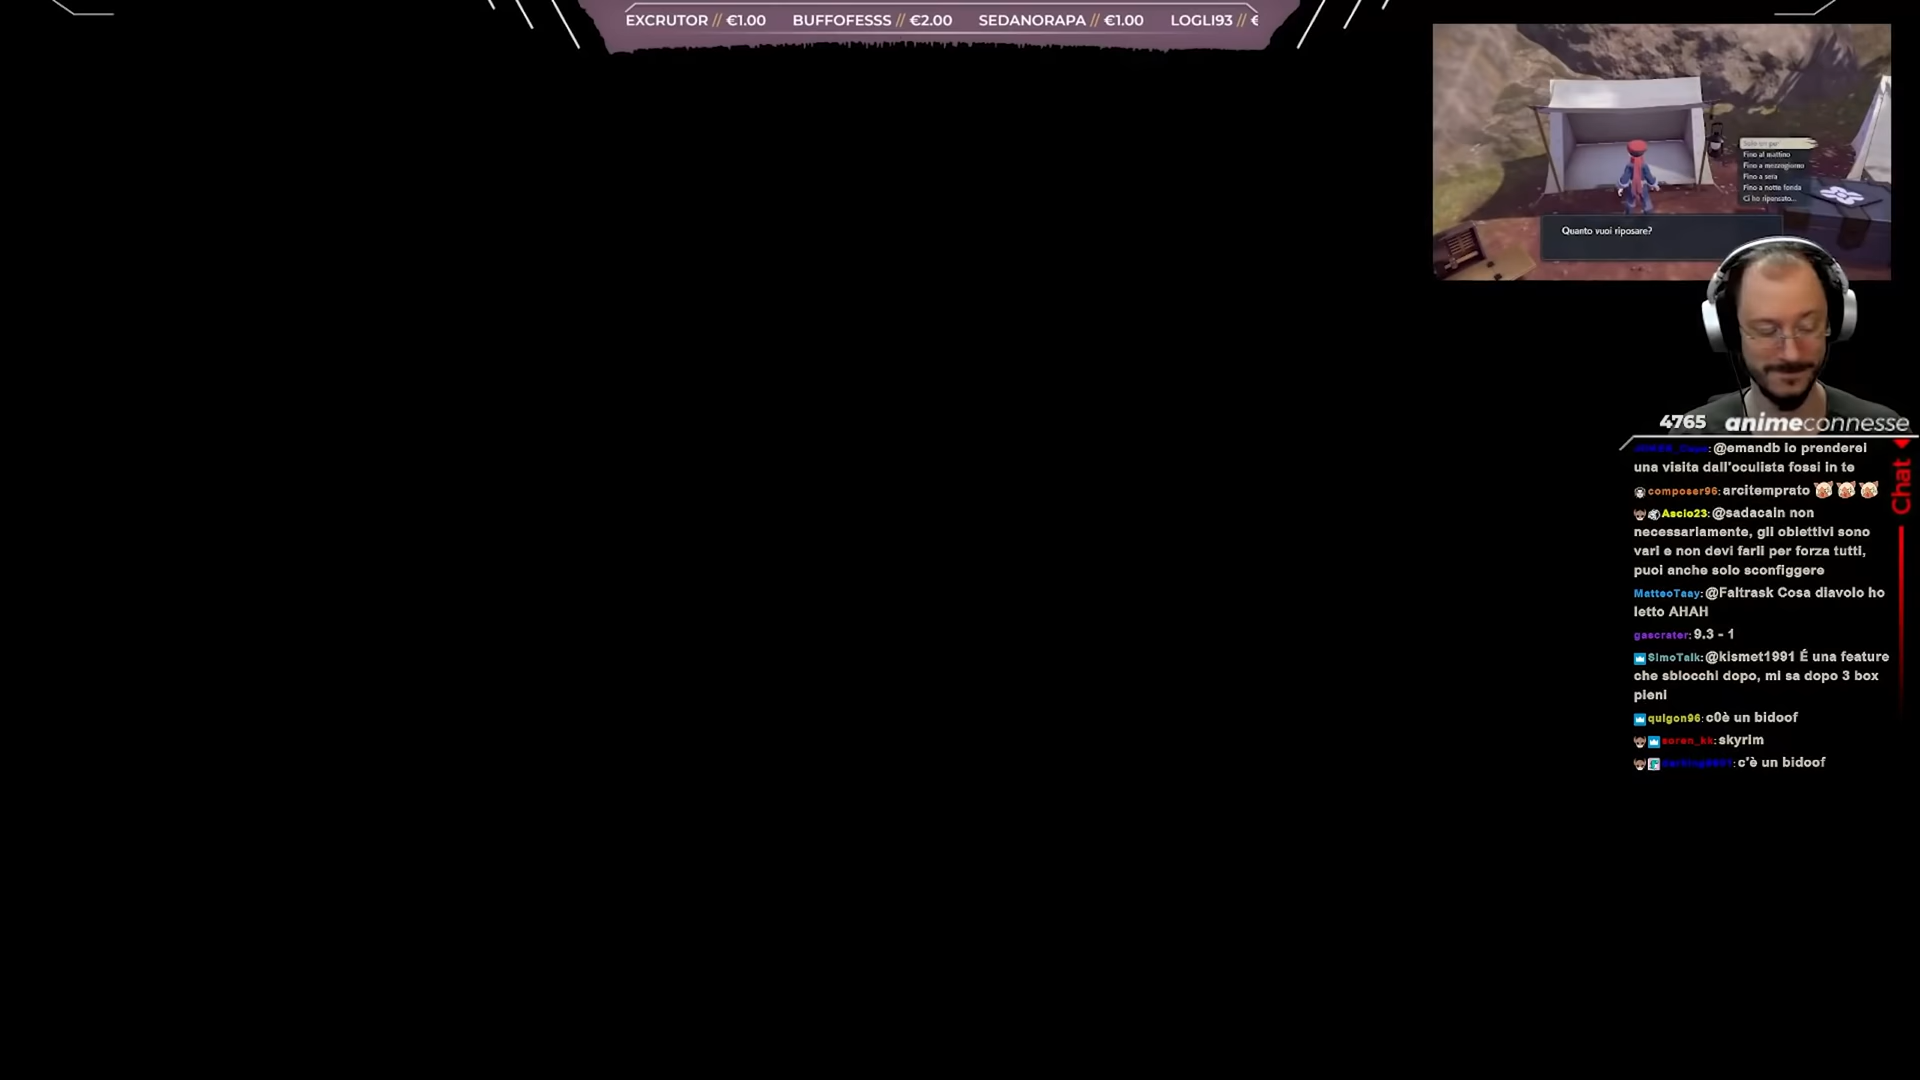 EXCRUTOR // €1.00 BUFFOFESSS // €2.00 SEDANORAPA // €1.00 LOGLI93 // €
Fino al mattino
Fino a mezzogiorno
Fino a sera
Fino a notte fonda
Ci ho ripensato...
Quanto vuoi riposare?
4765 animeconnesse
Chat
: @emandb io prenderei
una visita dall'oculista fossi in te
composer96: arcitemprato
Ascio23: @sadacain non
necessariamente, gli obiettivi sono
vari e non devi farli per forza tutti,
puoi anche solo sconfiggere
MatteoTaay: @Faltrask Cosa diavolo ho
letto AHAH
gascrater: 9.3 - 1
SimoTalk: @kismet1991 É una feature
che sblocchi dopo, mi sa dopo 3 box
pieni
quigon96: c0è un bidoof
soren_kk: skyrim
: c'è un bidoof